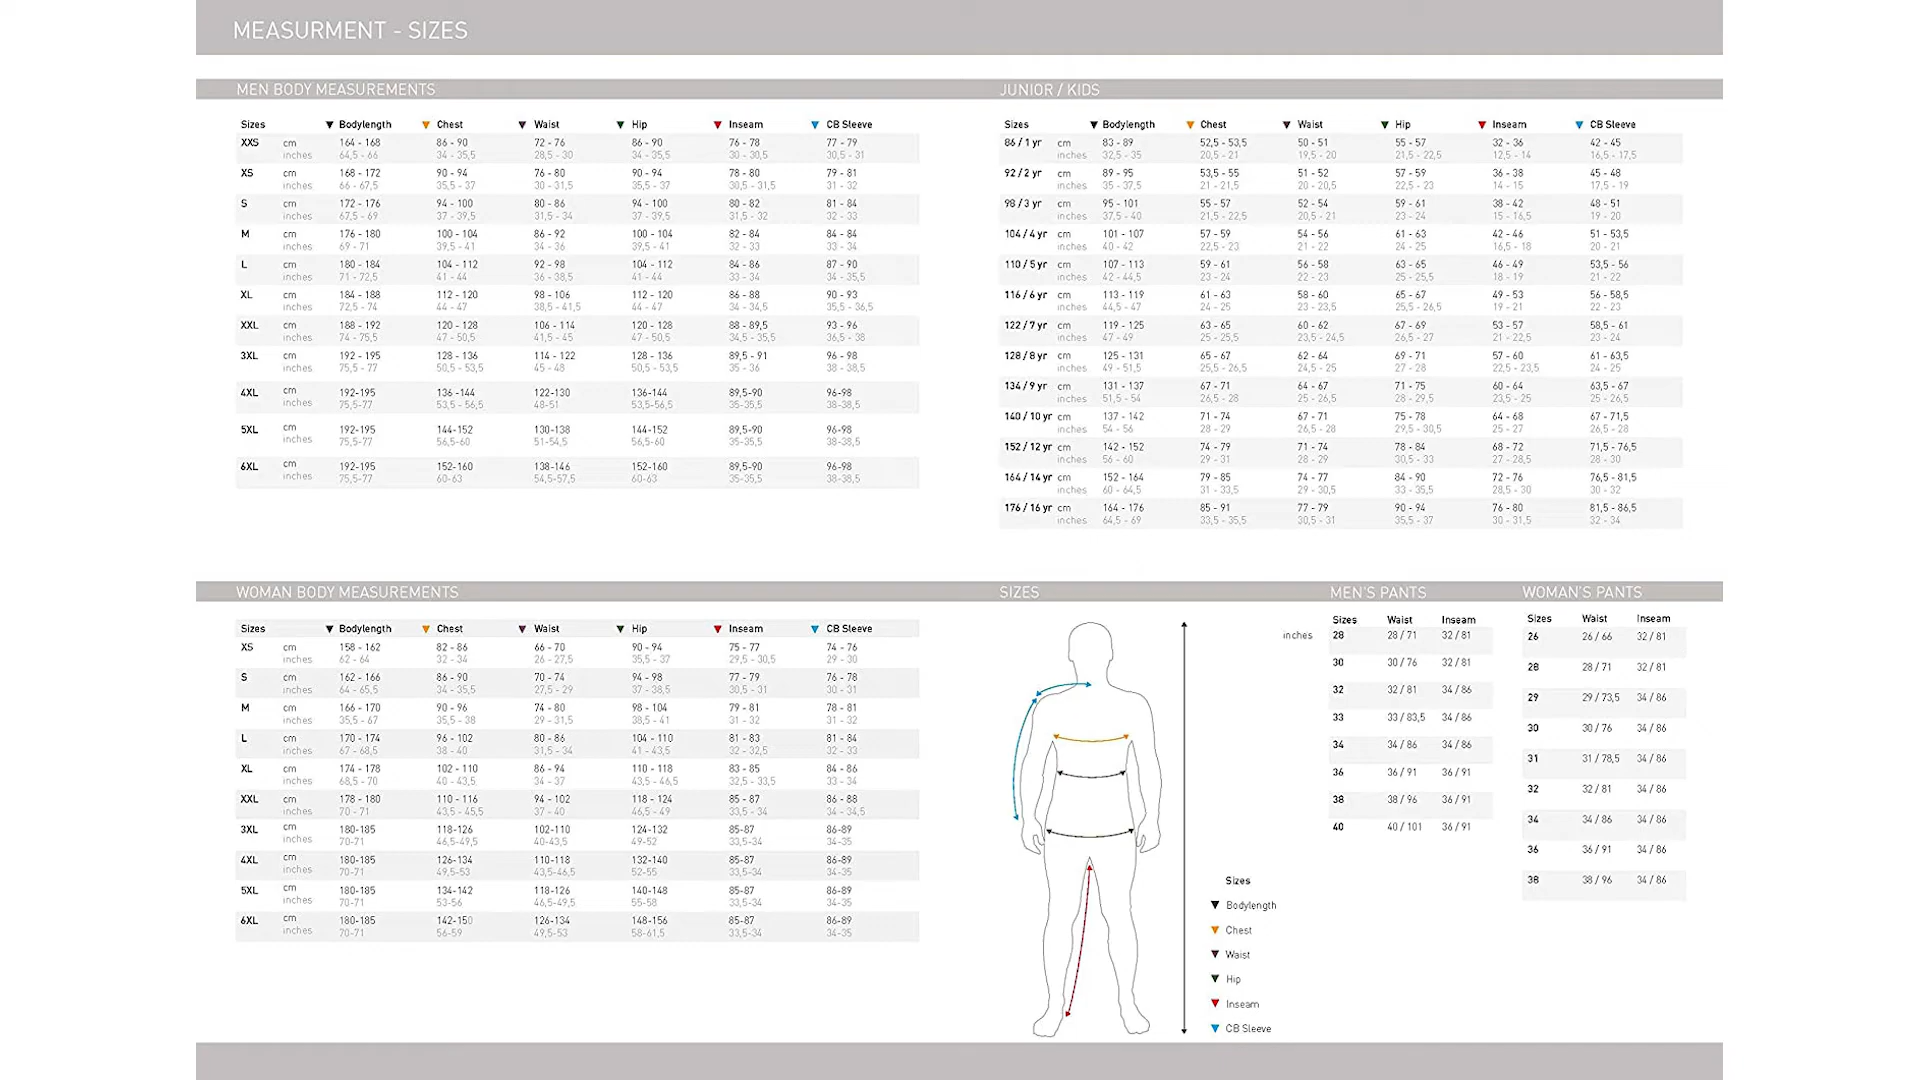 MEASURMENT - SIZES
MEN BODY MEASUREMENTS
Sizes Bodylength Chest Waist Hip Inseam CB Sleeve
XXS cm 164 - 168 86 - 90 72 - 76 86 - 90 76 - 78 77 - 79
inches 64,5 - 66 34 - 35,5 28,5 - 30 34 - 35,5 30 - 30,5 30,5 - 31
XS cm 168 - 172 90 - 94 76 - 80 90 - 94 78 - 80 79 - 81
inches 66 - 67,5 35,5 - 37 30 - 31,5 35,5 - 37 30,5 - 31,5 31 - 32
S cm 172 - 176 94 - 100 80 - 86 94 - 100 80 - 82 81 - 84
inches 67,5 - 69 37 - 39,5 31,5 - 34 37 - 39,5 31,5 - 32 32 - 33
M cm 176 - 180 100 - 104 86 - 92 100 - 104 82 - 84 84 - 84
inches 69 - 71 39,5 - 41 34 - 36 39,5 - 41 32 - 33 33 - 34
L cm 180 - 184 104 - 112 92 - 98 104 - 112 84 - 86 87 - 90
inches 71 - 72,5 41 - 44 36 - 38,5 41 - 44 33 - 34 34 - 35,5
XL cm 184 - 188 112 - 120 98 - 106 112 - 120 86 - 88 90 - 93
inches 72,5 - 74 44 - 47 38,5 - 41,5 44 - 47 34 - 34,5 35,5 - 36,5
XXL cm 188 - 192 120 - 128 106 - 114 120 - 128 88 - 89,5 93 - 96
inches 74 - 75,5 47 - 50,5 41,5 - 45 47 - 50,5 34,5 - 35,5 36,5 - 38
3XL cm 192 - 195 128 - 136 114 - 122 128 - 136 89,5 - 91 96 - 98
inches 75,5 - 77 50,5 - 53,5 45 - 48 50,5 - 53,5 35 - 36 38 - 38,5
4XL cm 192-195 136 -144 122-130 136-144 89,5-90 96-98
inches 75,5-77 53,5 - 56,5 48-51 53,5-56,5 35-35,5 38-38,5
5XL cm 192-195 144-152 130-138 144-152 89,5-90 96-98
inches 75,5-77 56,5-60 51-54,5 56,5-60 35-35,5 38-38,5
6XL cm 192-195 152-160 138-146 152-160 89,5-90 96-98
inches 75,5-77 60-63 54,5-57,5 60-63 35-35,5 38-38,5
JUNIOR / KIDS
Sizes Bodylength Chest Waist Hip Inseam CB Sleeve
86 / 1 yr cm 83 - 89 52,5 - 53,5 50 - 51 55 - 57 32 - 36 42 - 45
inches 32,5 - 35 20,5 - 21 19,5 - 20 21,5 - 22,5 12,5 - 14 16,5 - 17,5
92 / 2 yr cm 89 - 95 53,5 - 55 51 - 52 57 - 59 36 - 38 45 - 48
inches 35 - 37,5 21 - 21,5 20 - 20,5 22,5 - 23 14 - 15 17,5 - 19
98 / 3 yr cm 95 - 101 55 - 57 52 - 54 59 - 61 38 - 42 48 - 51
inches 37,5 - 40 21,5 - 22,5 20,5 - 21 23 - 24 15 - 16,5 19 - 20
104 / 4 yr cm 101 - 107 57 - 59 54 - 56 61 - 63 42 - 46 51 - 53,5
inches 40 - 42 22,5 - 23 21 - 22 24 - 25 16,5 - 18 20 - 21
110 / 5 yr cm 107 - 113 59 - 61 56 - 58 63 - 65 46 - 49 53,5 - 56
inches 42 - 44,5 23 - 24 22 - 23 25 - 25,5 18 - 19 21 - 22
116 / 6 yr cm 113 - 119 61 - 63 58 - 60 65 - 67 49 - 53 56 - 58,5
inches 44,5 - 47 24 - 25 23 - 23,5 25,5 - 26,5 19 - 21 22 - 23
122 / 7 yr cm 119 - 125 63 - 65 60 - 62 67 - 69 53 - 57 58,5 - 61
inches 47 - 49 25 - 25,5 23,5 - 24,5 26,5 - 27 21 - 22,5 23 - 24
128 / 8 yr cm 125 - 131 65 - 67 62 - 64 69 - 71 57 - 60 61 - 63,5
inches 49 - 51,5 25,5 - 26,5 24,5 - 25 27 - 28 22,5 - 23,5 24 - 25
134 / 9 yr cm 131 - 137 67 - 71 64 - 67 71 - 75 60 - 64 63,5 - 67
inches 51,5 - 54 26,5 - 28 25 - 26,5 28 - 29,5 23,5 - 25 25 - 26,5
140 / 10 yr cm 137 - 142 71 - 74 67 - 71 75 - 78 64 - 68 67 - 71,5
inches 54 - 56 28 - 29 26,5 - 28 29,5 - 30,5 25 - 27 26,5 - 28
152 / 12 yr cm 142 - 152 74 - 79 71 - 74 78 - 84 68 - 72 71,5 - 76,5
inches 56 - 60 29 - 31 28 - 29 30,5 - 33 27 - 28,5 28 - 30
164 / 14 yr cm 152 - 164 79 - 85 74 - 77 84 - 90 72 - 76 76,5 - 81,5
inches 60 - 64,5 31 - 33,5 29 - 30,5 33 - 35,5 28,5 - 30 30 - 32
176 / 16 yr cm 164 - 176 85 - 91 77 - 79 90 - 94 76 - 80 81,5 - 86,5
inches 64,5 - 69 33,5 - 35,5 30,5 - 31 35,5 - 37 30 - 31,5 32 - 34
WOMAN BODY MEASUREMENTS
Sizes Bodylength Chest Waist Hip Inseam CB Sleeve
XS cm 158 - 162 82 - 86 66 - 70 90 - 94 75 - 77 74 - 76
inches 62 - 64 32 - 34 26 - 27,5 35,5 - 37 29,5 - 30,5 29 - 30
S cm 162 - 166 86 - 90 70 - 74 94 - 98 77 - 79 76 - 78
inches 64 - 65,5 34 - 35,5 27,5 - 29 37 - 38,5 30,5 - 31 30 - 31
M cm 166 - 170 90 - 96 74 - 80 98 - 104 79 - 81 78 - 81
inches 35,5 - 67 35,5 - 38 29 - 31,5 38,5 - 41 31 - 32 31 - 32
L cm 170 - 174 96 - 102 80 - 86 104 - 110 81 - 83 81 - 84
inches 67 - 68,5 38 - 40 31,5 - 34 41 - 43,5 32 - 32,5 32 - 33
XL cm 174 - 178 102 - 110 86 - 94 110 - 118 83 - 85 84 - 86
inches 68,5 - 70 40 - 43,5 34 - 37 43,5 - 46,5 32,5 - 33,5 33 - 34
XXL cm 178 - 180 110 - 116 94 - 102 118 - 124 85 - 87 86 - 88
inches 70 - 71 43,5 - 45,5 37 - 40 46,5 - 49 33,5 - 34 34 - 34,5
3XL cm 180-185 118-126 102-110 124-132 85-87 86-89
inches 70-71 46,5-49,5 40-43,5 49-52 33,5-34 34-35
4XL cm 180-185 126-134 110-118 132-140 85-87 86-89
inches 70-71 49,5-53 43,5-46,5 52-55 33,5-34 34-35
5XL cm 180-185 134-142 118-126 140-148 85-87 86-89
inches 70-71 53-56 46,5-49,5 55-58 33,5-34 34-35
6XL cm 180-185 142-150 126-134 148-156 85-87 86-89
inches 70-71 56-59 49,5-53 58-61,5 33,5-34 34-35
SIZES
Sizes
Bodylength
Chest
Waist
Hip
Inseam
CB Sleeve
MEN'S PANTS
Sizes Waist Inseam
inches 28 28 / 71 32 / 81
30 30 / 76 32 / 81
32 32 / 81 34 / 86
33 33 / 83,5 34 / 86
34 34 / 86 34 / 86
36 36 / 91 36 / 91
38 38 / 96 36 / 91
40 40 / 101 36 / 91
WOMAN'S PANTS
Sizes Waist Inseam
26 26 / 66 32 / 81
28 28 / 71 32 / 81
29 29 / 73,5 34 / 86
30 30 / 76 34 / 86
31 31 / 78,5 34 / 86
32 32 / 81 34 / 86
34 34 / 86 34 / 86
36 36 / 91 34 / 86
38 38 / 96 34 / 86